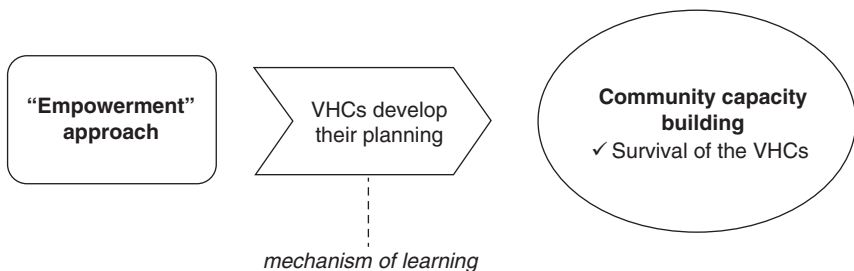 “Empowerment”
approach
VHCs develop
their planning
Community capacity
building
✓ Survival of the VHCs
mechanism of learning